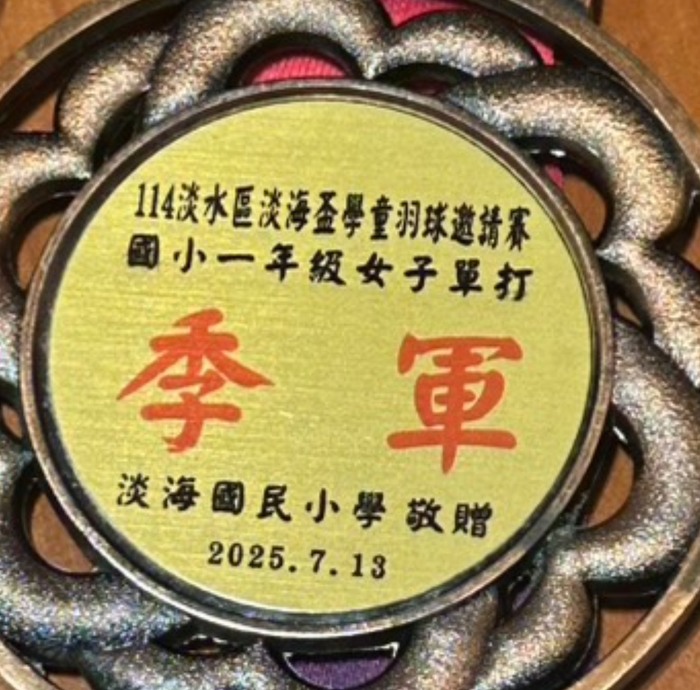 114淡水區淡海盃學童羽球邀請賽
國小一年級女子單打
季軍
淡海國民小學 敬贈
2025.7.13